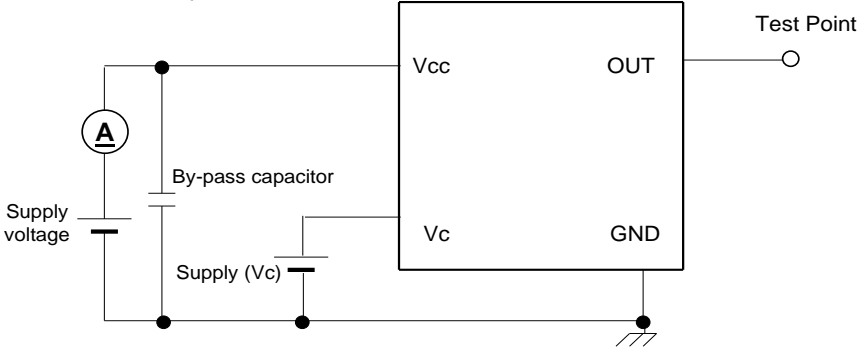 Test Point
Vcc
OUT
A
By-pass capacitor
Supply
voltage
Vc
GND
Supply (Vc)